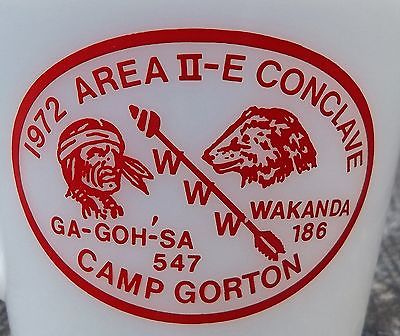 1972 AREA II-E CONCLAVE
W
W
W
GA-GOH'-SA
547
WAKANDA
186
CAMP GORTON